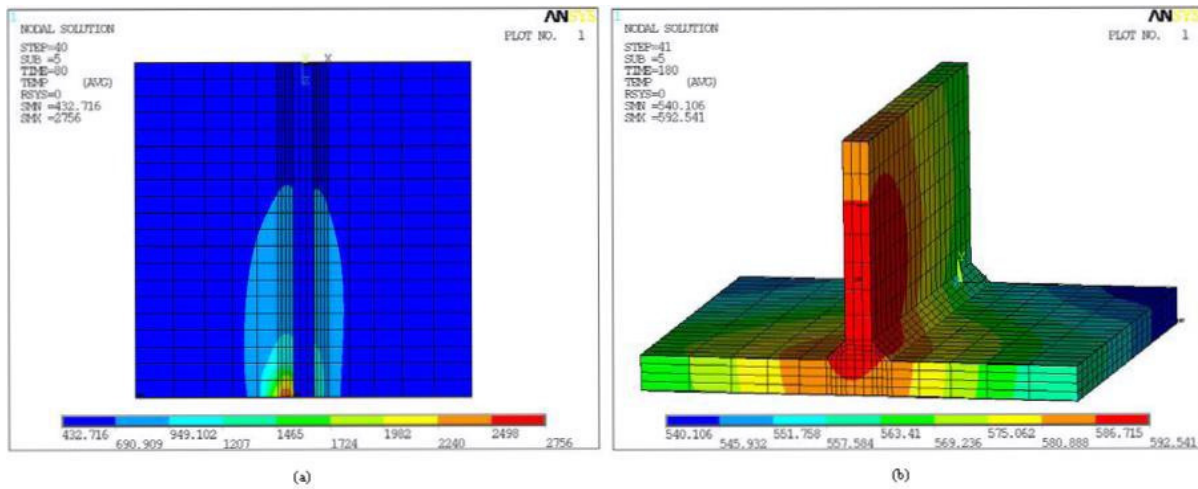 1
ANSYS
NODAL SOLUTION
PLOT NO. 1
STEP=40
SUB =5
TIME=80
TEMP (AVG)
RSYS=0
SMN =432.716
SMX =2756
X
432.716 949.102 1465 1982 2498
690.909 1207 1724 2240 2756
(a)
1
ANSYS
NODAL SOLUTION
PLOT NO. 1
STEP=41
SUB =5
TIME=180
TEMP (AVG)
RSYS=0
SMN =540.106
SMX =592.541
540.106 551.758 563.41 575.062 586.715
545.932 557.584 569.236 580.888 592.541
(b)